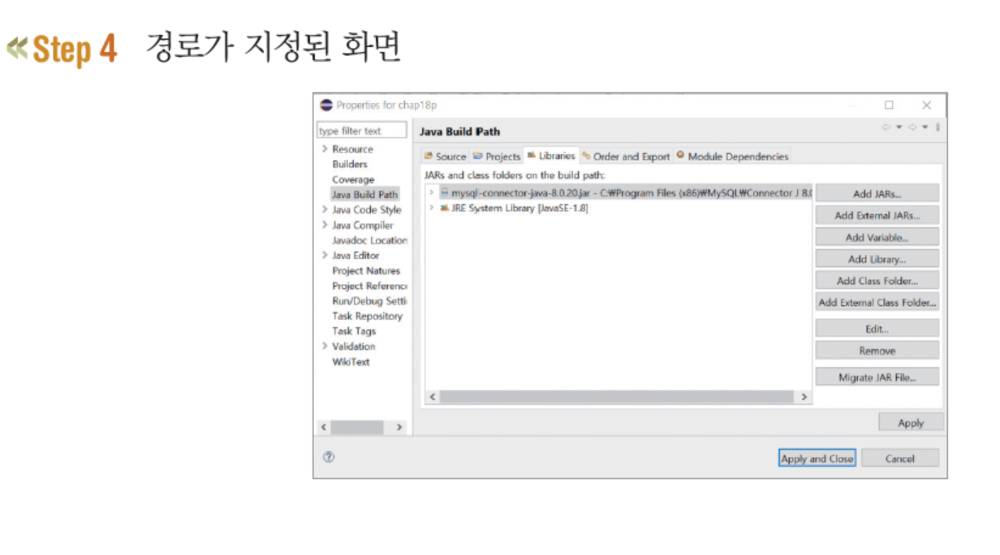 «Step 4 경로가 지정된 화면
Properties for chap18p
type filter text
Resource
Builders
Coverage
Java Build Path
Java Code Style
Java Compiler
Javadoc Location
Java Editor
Project Natures
Project Referenc
Run/Debug Setti
Task Repository
Task Tags
Validation
WikiText
Java Build Path
Source Projects Libraries Order and Export Module Dependencies
JARs and class folders on the build path:
mysql-connector-java-8.0.20.jar - C:₩Program Files (x86)₩MySQL₩Connector J 8.0
JRE System Library [JavaSE-1.8]
Add JARs...
Add External JARs...
Add Variable...
Add Library...
Add Class Folder...
Add External Class Folder...
Edit...
Remove
Migrate JAR File...
Apply
Apply and Close Cancel